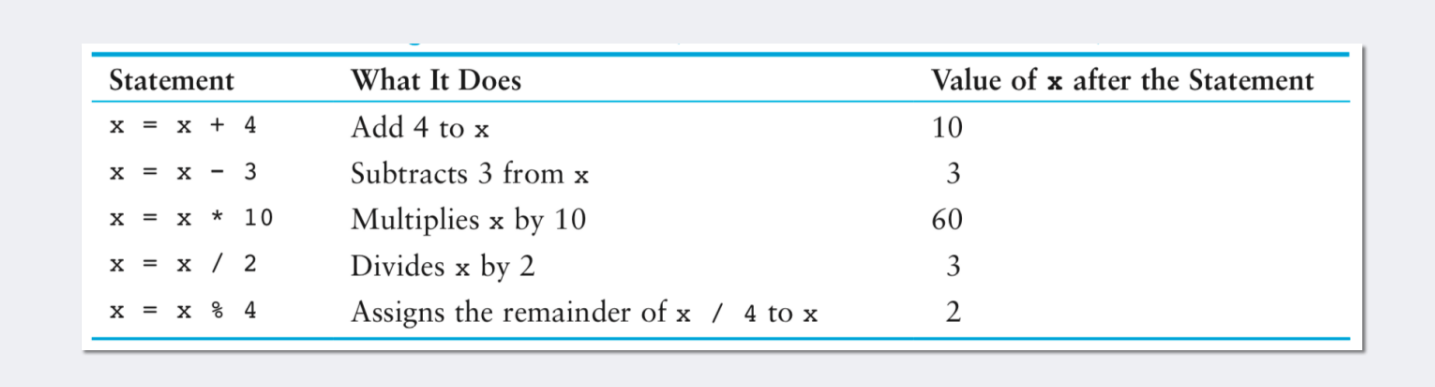 Statement What It Does Value of x after the Statement
x = x + 4 Add 4 to x 10
x = x - 3 Subtracts 3 from x 3
x = x * 10 Multiplies x by 10 60
x = x / 2 Divides x by 2 3
x = x % 4 Assigns the remainder of x / 4 to x 2